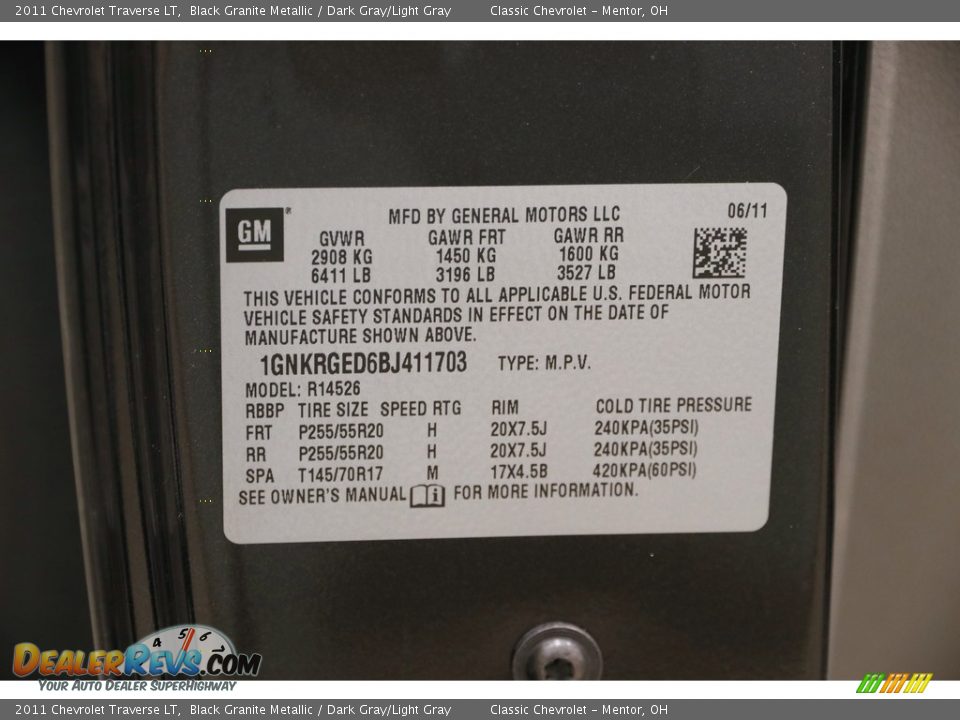 2011 Chevrolet Traverse LT, Black Granite Metallic / Dark Gray/Light Gray Classic Chevrolet - Mentor, OH
GM®
MFD BY GENERAL MOTORS LLC 06/11
GVWR GAWR FRT GAWR RR
2908 KG 1450 KG 1600 KG
6411 LB 3196 LB 3527 LB
THIS VEHICLE CONFORMS TO ALL APPLICABLE U.S. FEDERAL MOTOR
VEHICLE SAFETY STANDARDS IN EFFECT ON THE DATE OF
MANUFACTURE SHOWN ABOVE.
1GNKRGED6BJ411703 TYPE: M.P.V.
MODEL: R14526
RBBP TIRE SIZE SPEED RTG RIM COLD TIRE PRESSURE
FRT P255/55R20 H 20X7.5J 240KPA(35PSI)
RR P255/55R20 H 20X7.5J 240KPA(35PSI)
SPA T145/70R17 M 17X4.5B 420KPA(60PSI)
SEE OWNER'S MANUAL i FOR MORE INFORMATION.
4 5 6
DEALERREVS.COM
YOUR AUTO DEALER SUPERHIGHWAY
2011 Chevrolet Traverse LT, Black Granite Metallic / Dark Gray/Light Gray Classic Chevrolet - Mentor, OH